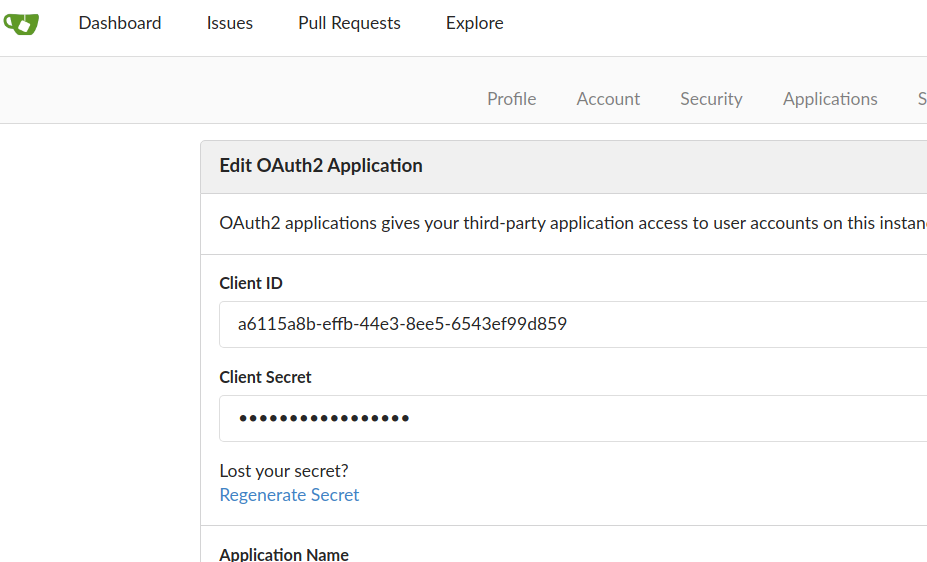 Dashboard Issues Pull Requests Explore
Profile Account Security Applications S
Edit OAuth2 Application
OAuth2 applications gives your third-party application access to user accounts on this instan
Client ID
a6115a8b-effb-44e3-8ee5-6543ef99d859
Client Secret
•••••••••••••••••
Lost your secret?
Regenerate Secret
Application Name